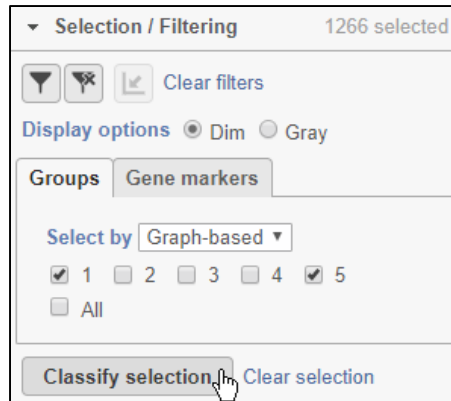 Selection / Filtering 1266 selected
Clear filters
Display options Dim Gray
Groups Gene markers
Select by Graph-based
1 2 3 4 5
All
Classify selection Clear selection